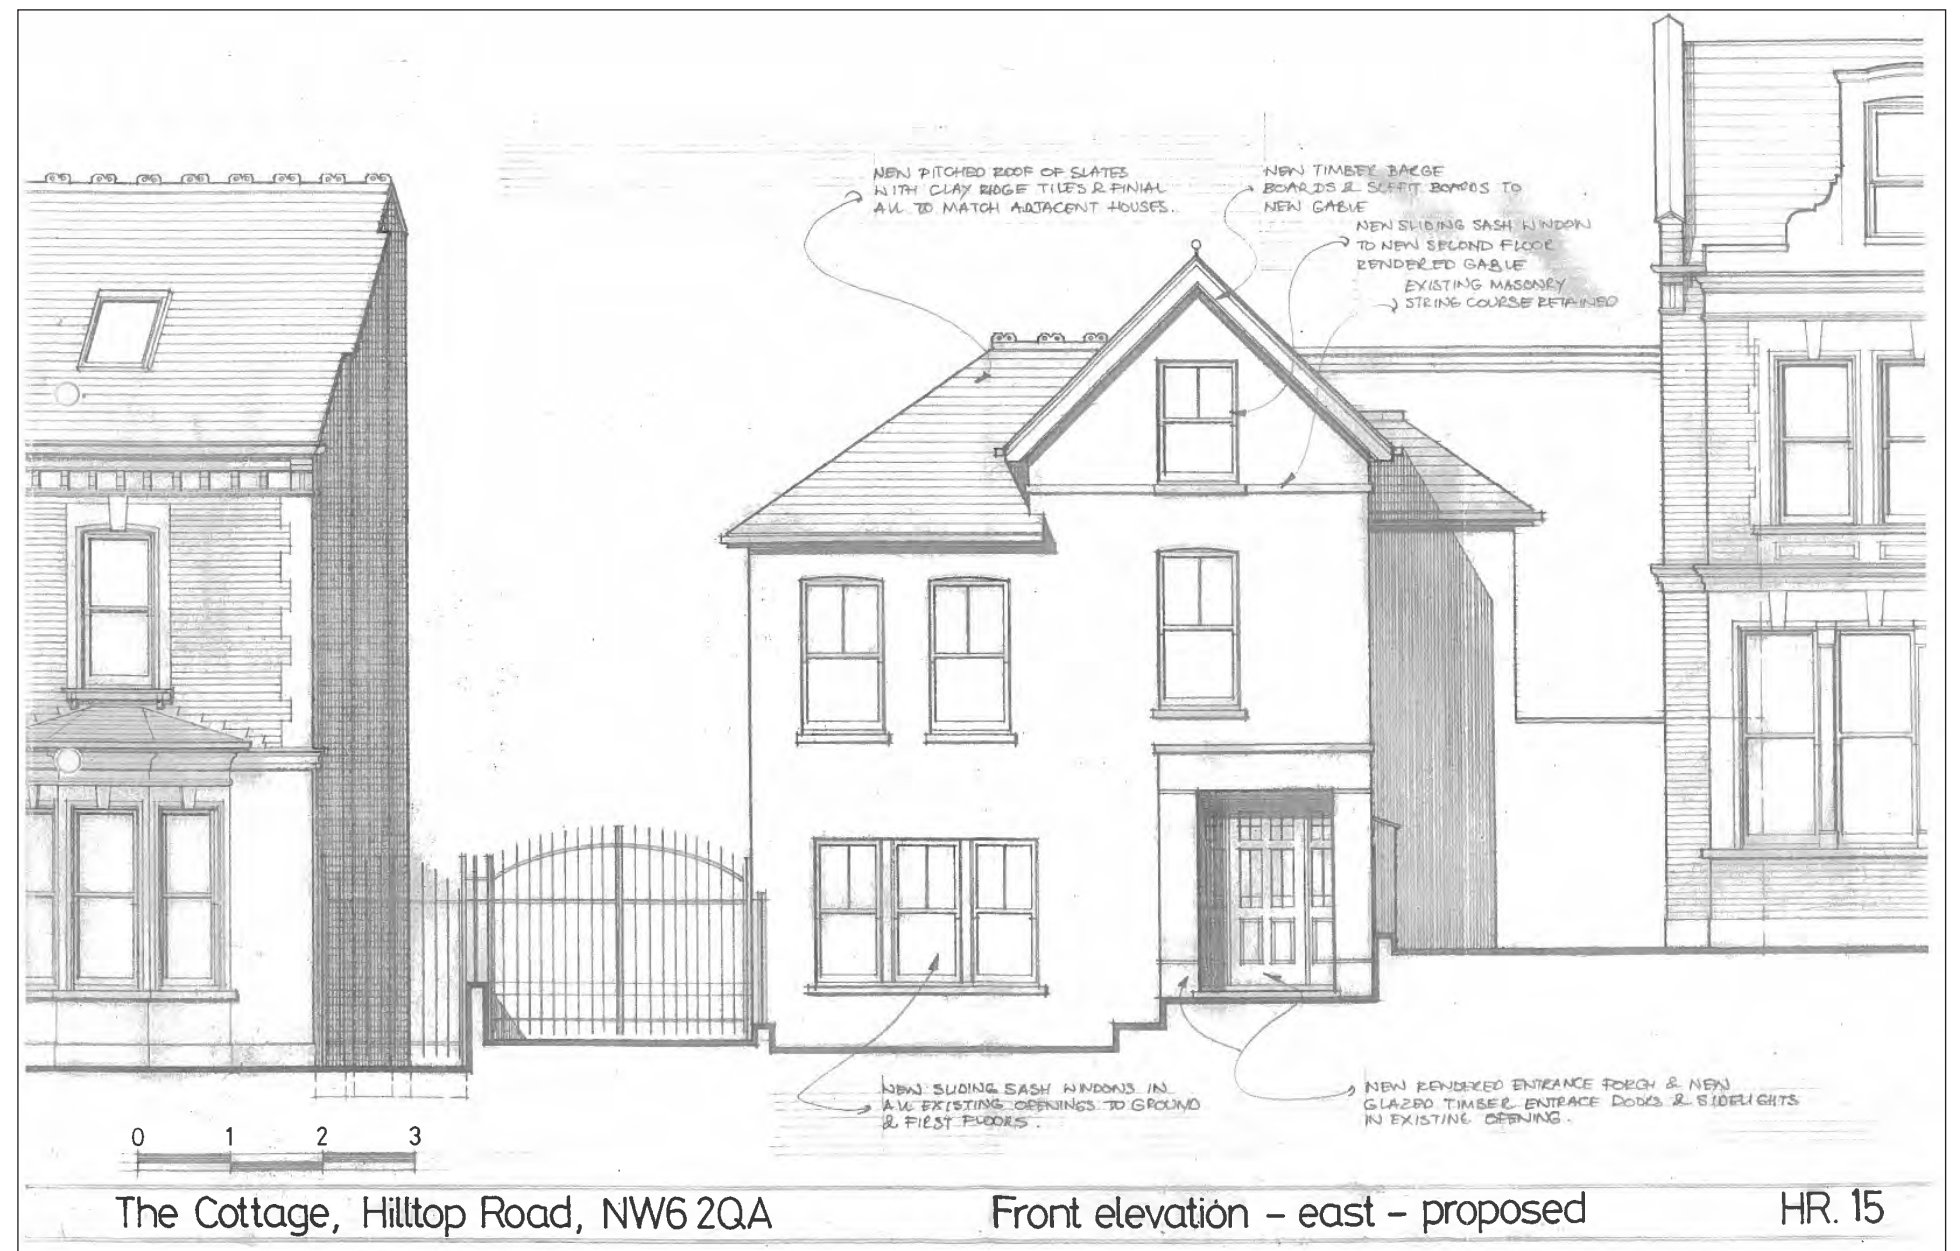 NEW PITCHED ROOF OF SLATES
WITH CLAY RIDGE TILES & FINIAL
ALL TO MATCH ADJACENT HOUSES.
NEW TIMBER BARGE
BOARDS & SOFFIT BOARDS TO
NEW GABLE
NEW SLIDING SASH WINDOW
TO NEW SECOND FLOOR
RENDERED GABLE
EXISTING MASONRY
STRING COURSE RETAINED
NEW SLIDING SASH WINDOWS IN
ALL EXISTING OPENINGS TO GROUND
& FIRST FLOORS.
NEW RENDERED ENTRANCE PORCH & NEW
GLAZED TIMBER ENTRACE DOORS & SIDELIGHTS
IN EXISTING OPENING.
0 1 2 3
The Cottage, Hilltop Road, NW6 2QA
Front elevation - east - proposed
HR. 15